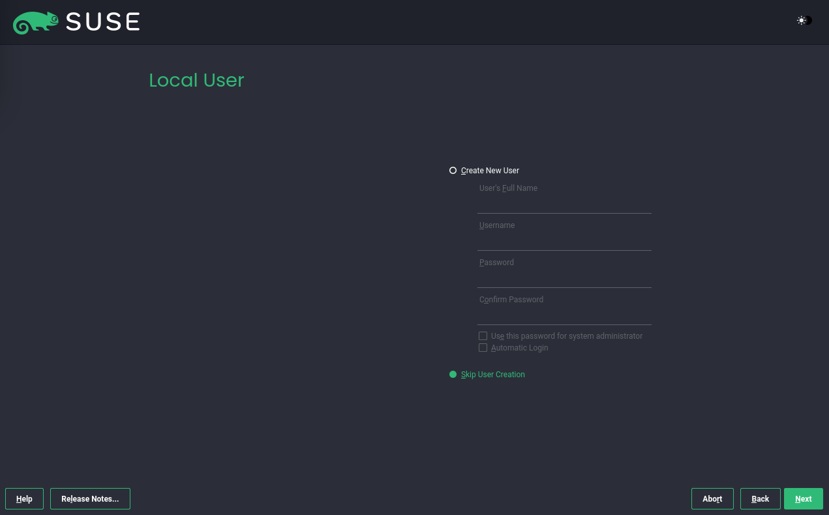 SUSE
Local User
Create New User
User's Full Name
Username
Password
Confirm Password
Use this password for system administrator
Automatic Login
Skip User Creation
Help
Release Notes...
Abort
Back
Next